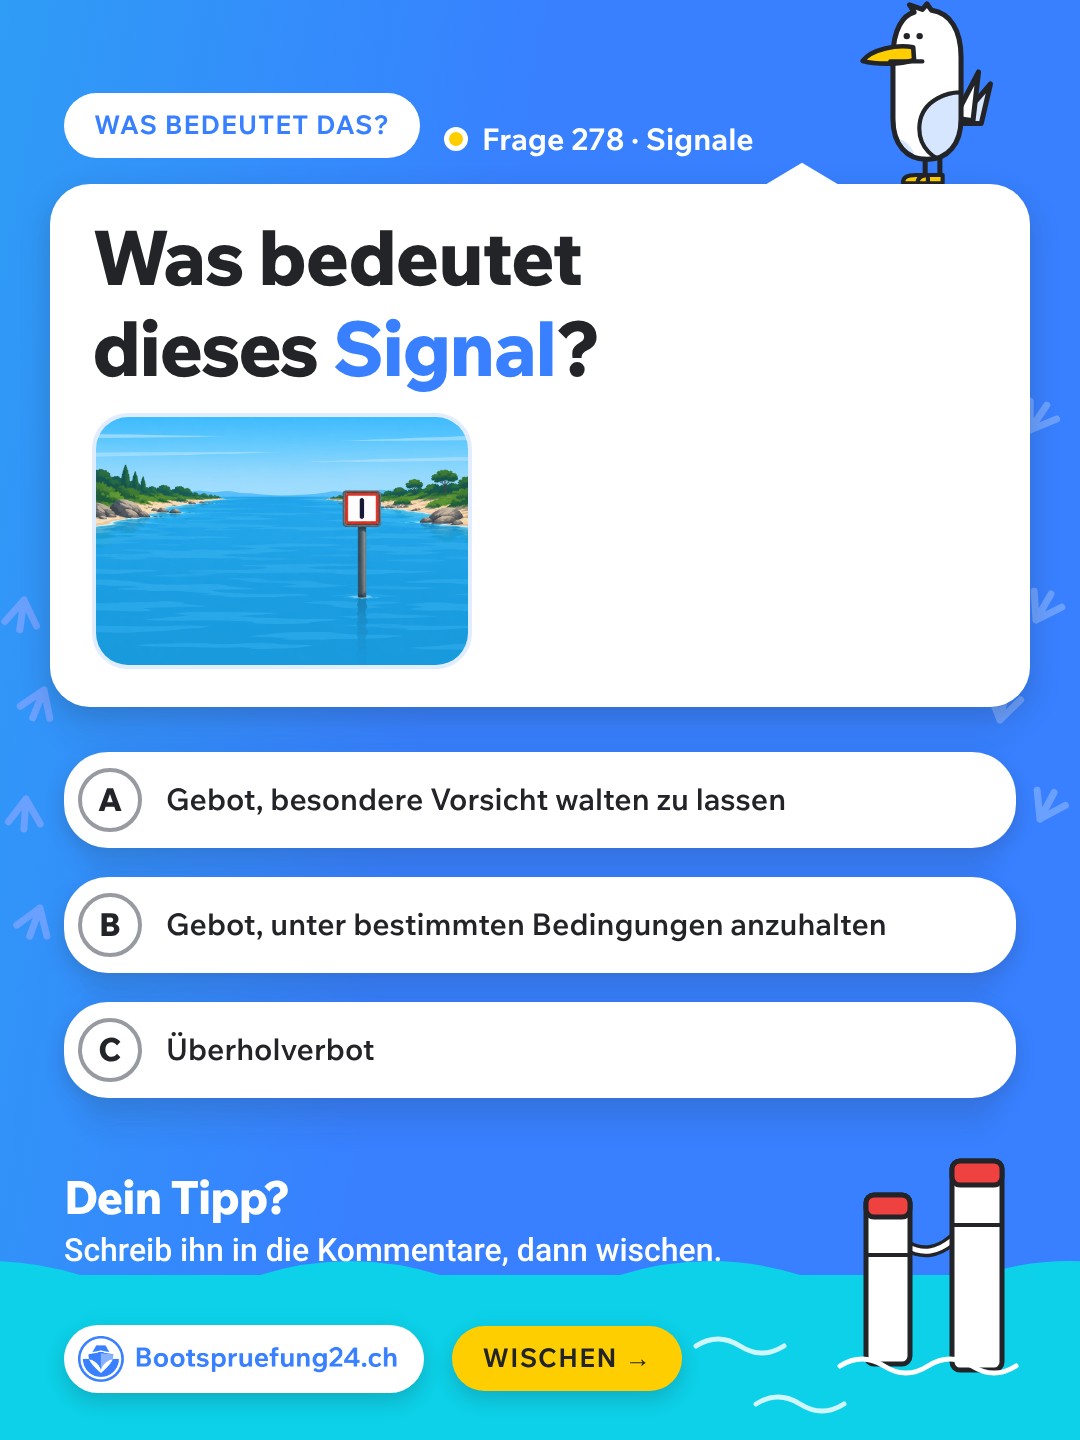 WAS BEDEUTET DAS?
Frage 278 · Signale
Was bedeutet
dieses Signal?
A Gebot, besondere Vorsicht walten zu lassen
B Gebot, unter bestimmten Bedingungen anzuhalten
C Überholverbot
Dein Tipp?
Schreib ihn in die Kommentare, dann wischen.
Bootspruefung24.ch
WISCHEN →